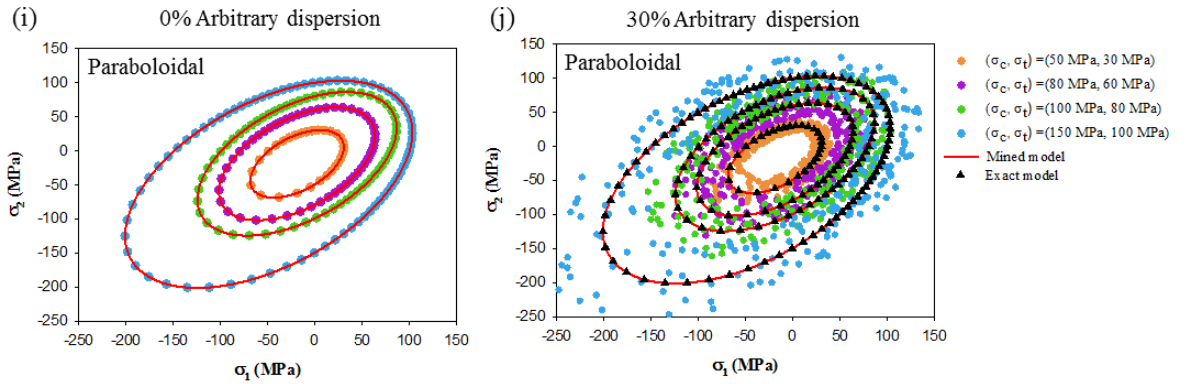 (i)
0% Arbitrary dispersion
Paraboloidal
150
100
50
0
-50
-100
-150
-200
-250
σ2 (MPa)
-250 -200 -150 -100 -50 0 50 100 150
σ1 (MPa)
(j)
30% Arbitrary dispersion
Paraboloidal
150
100
50
0
-50
-100
-150
-200
-250
σ2 (MPa)
-250 -200 -150 -100 -50 0 50 100 150
σ1 (MPa)
(σc, σt) =(50 MPa, 30 MPa)
(σc, σt) =(80 MPa, 60 MPa)
(σc, σt) =(100 MPa, 80 MPa)
(σc, σt) =(150 MPa, 100 MPa)
Mined model
Exact model